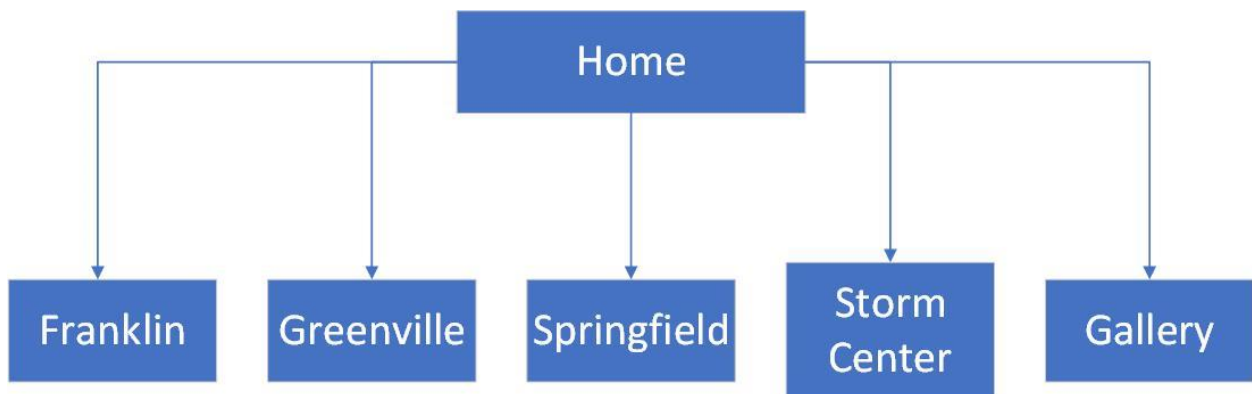 Home
Franklin
Greenville
Springfield
Storm
Center
Gallery